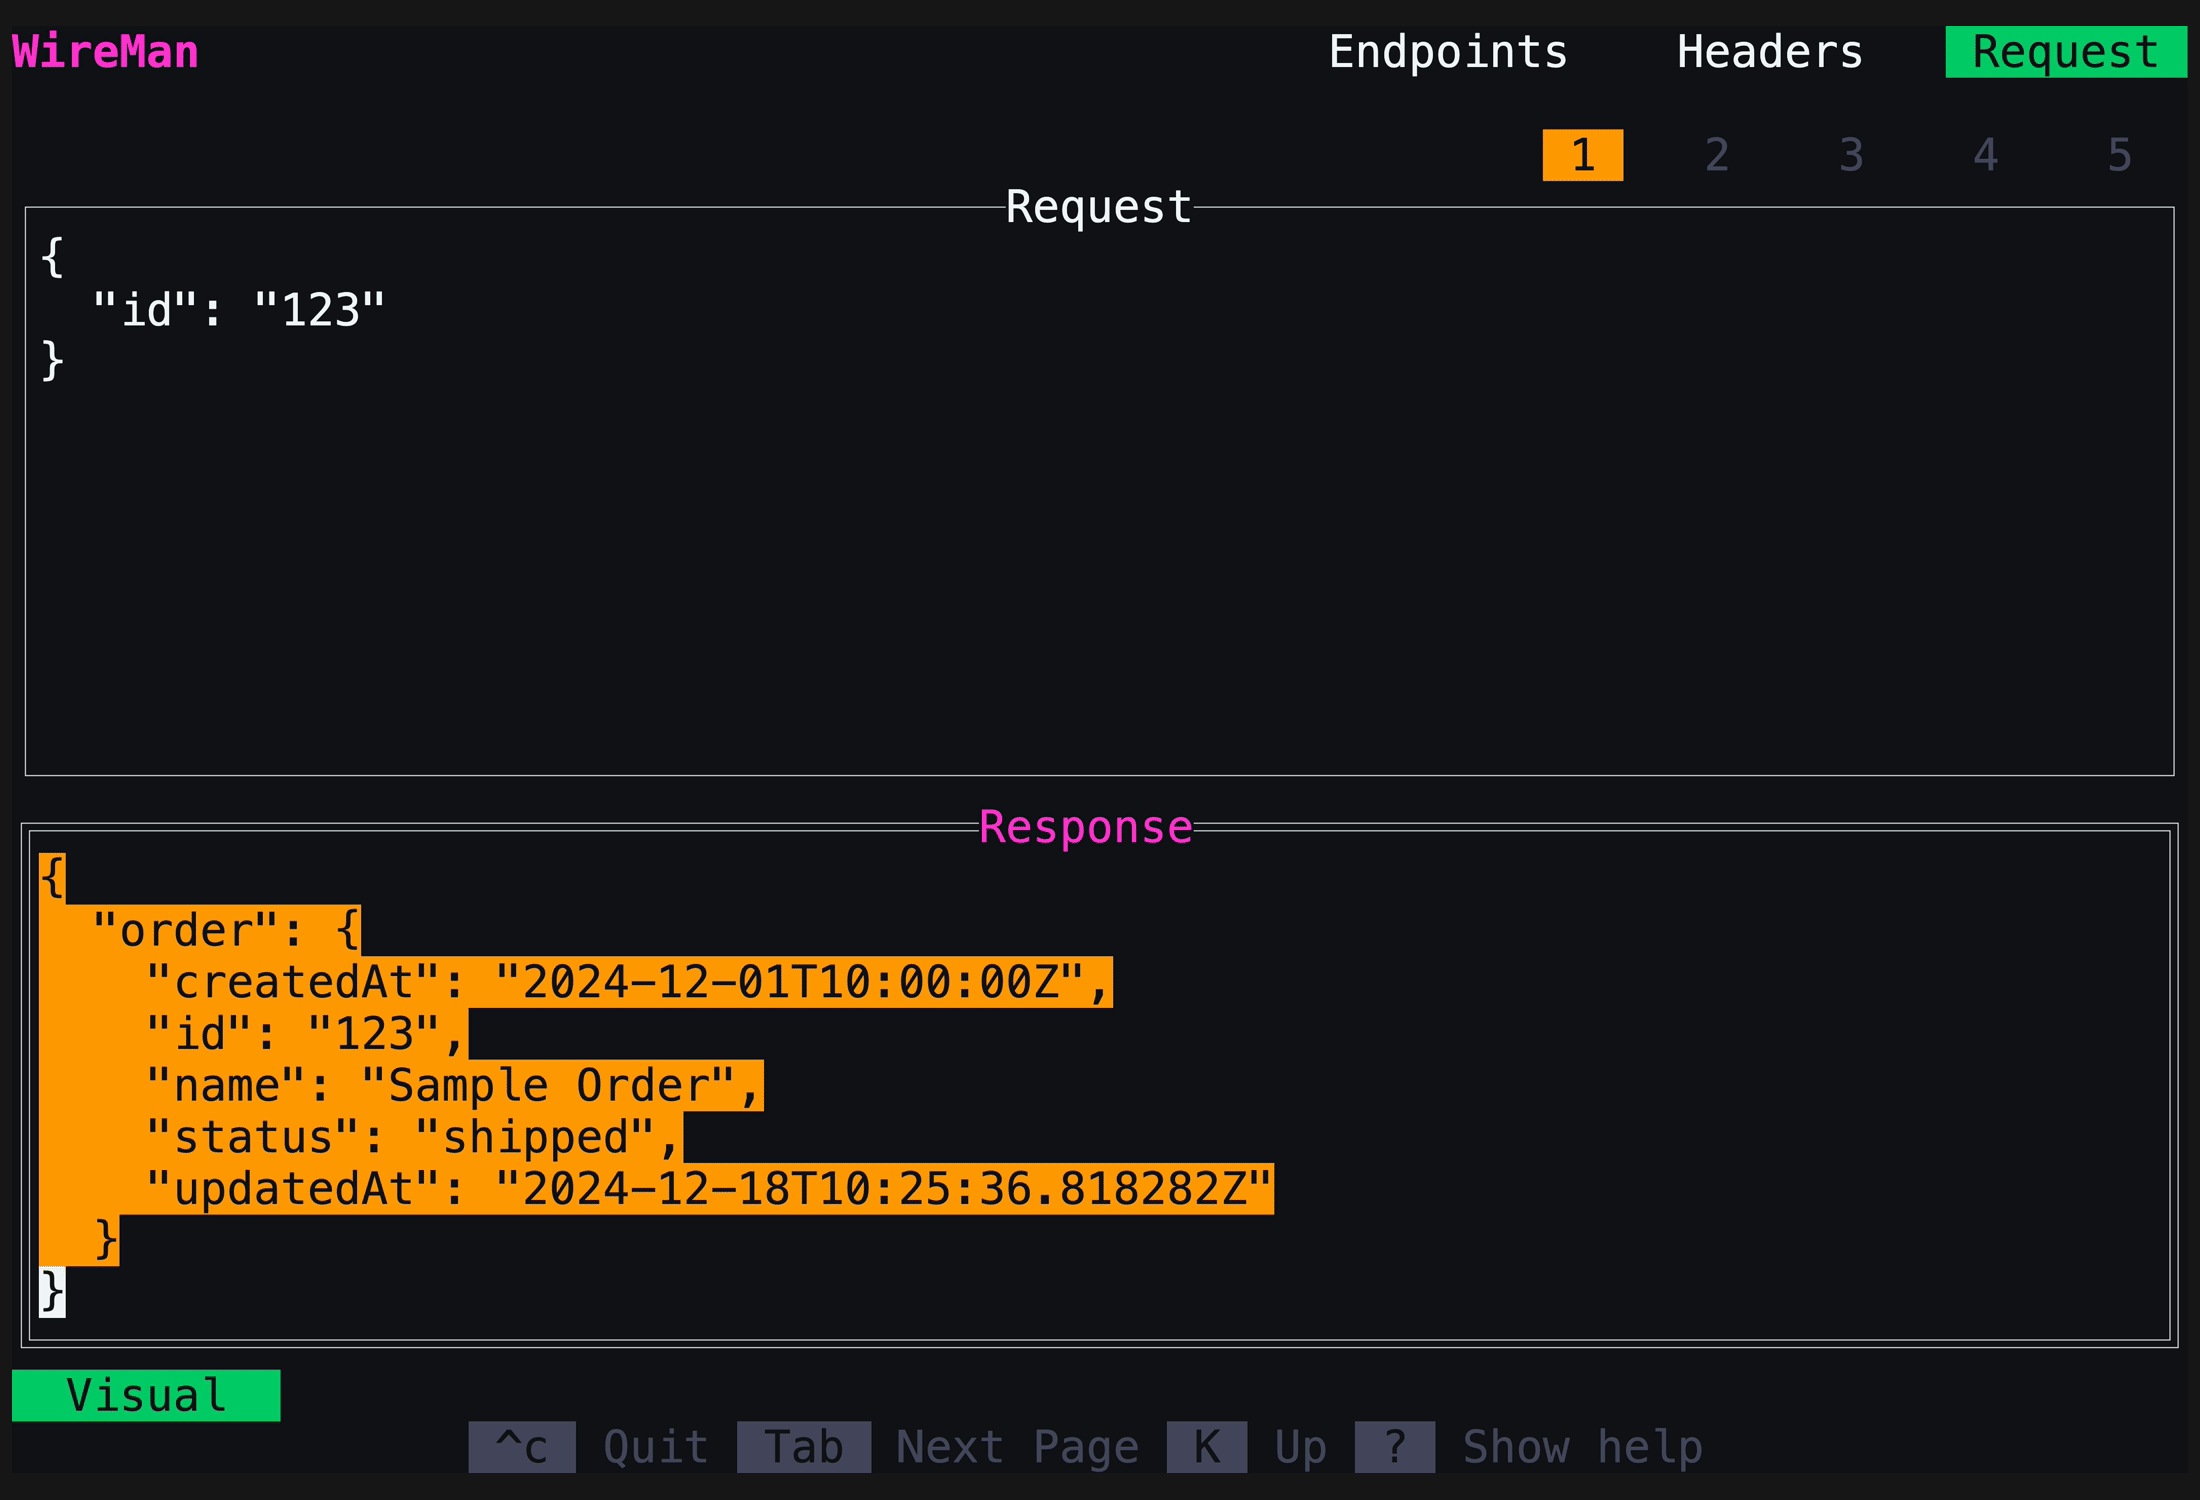 WireMan Endpoints Headers Request
1 2 3 4 5
Request
{
  "id": "123"
}
Response
{
  "order": {
    "createdAt": "2024-12-01T10:00:00Z",
    "id": "123",
    "name": "Sample Order",
    "status": "shipped",
    "updatedAt": "2024-12-18T10:25:36.818282Z"
  }
}
Visual
^c Quit Tab Next Page K Up ? Show help